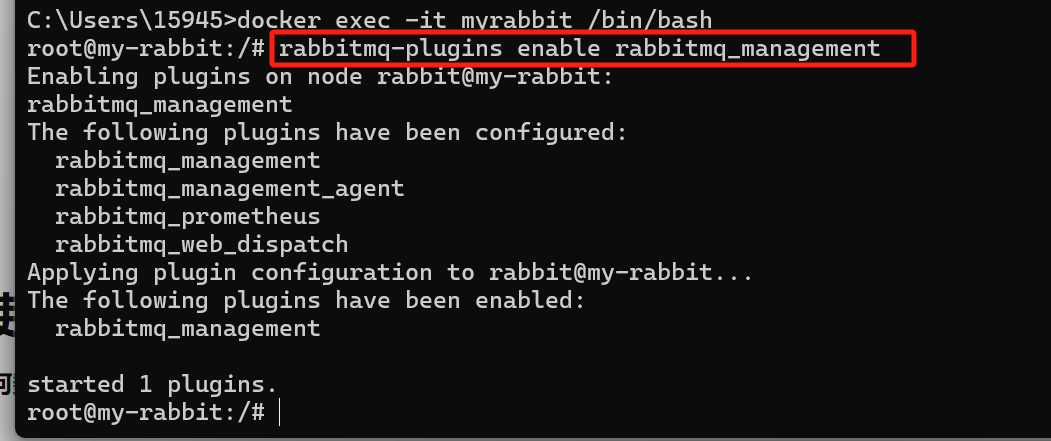 C:\Users\15945>docker exec -it myrabbit /bin/bash
root@my-rabbit:/# rabbitmq-plugins enable rabbitmq_management
Enabling plugins on node rabbit@my-rabbit:
rabbitmq_management
The following plugins have been configured:
  rabbitmq_management
  rabbitmq_management_agent
  rabbitmq_prometheus
  rabbitmq_web_dispatch
Applying plugin configuration to rabbit@my-rabbit...
The following plugins have been enabled:
  rabbitmq_management

started 1 plugins.
root@my-rabbit:/#